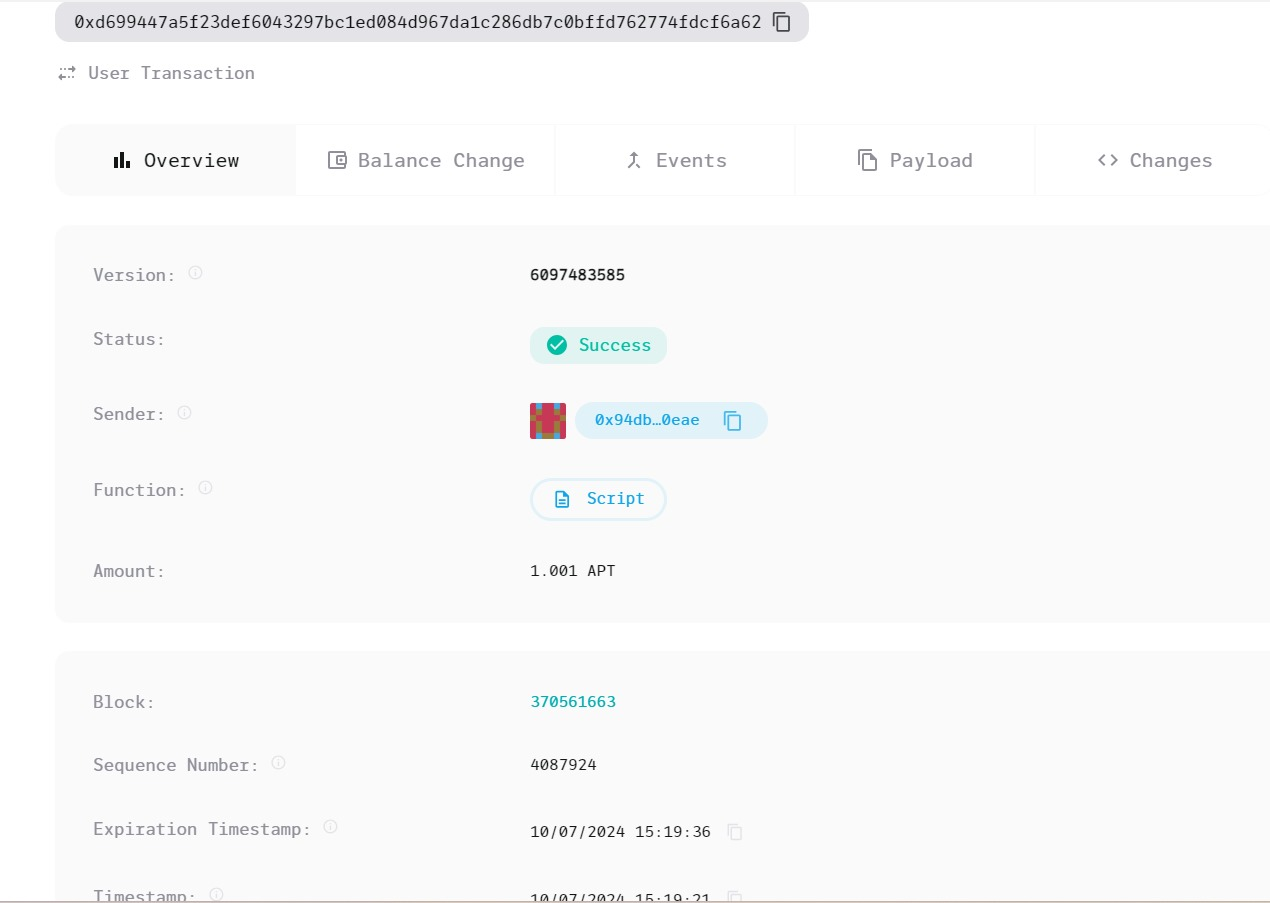 0xd699447a5f23def6043297bc1ed084d967da1c286db7c0bffd762774fdcf6a62
User Transaction
Overview Balance Change Events Payload Changes
Version: 6097483585
Status: Success
Sender: 0x94db…0eae
Function: Script
Amount: 1.001 APT
Block: 370561663
Sequence Number: 4087924
Expiration Timestamp: 10/07/2024 15:19:36
Timestamp: 10/07/2024 15:19:21